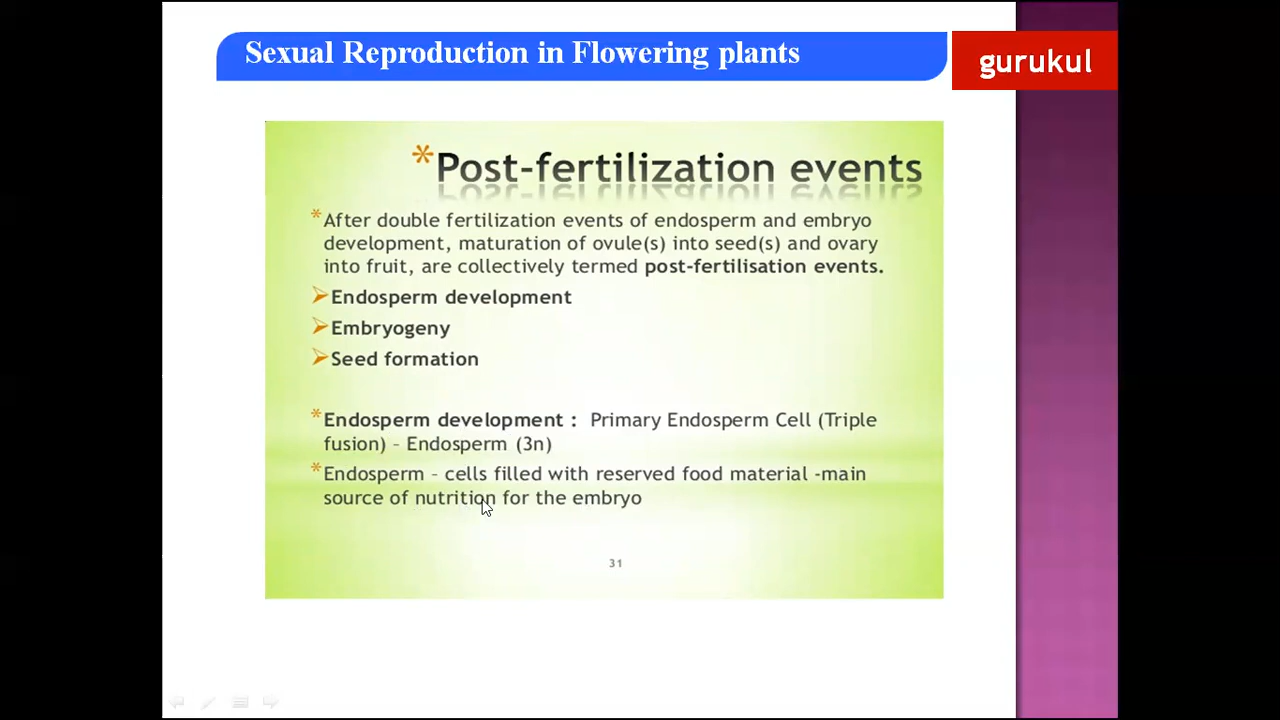 Sexual Reproduction in Flowering plants
gurukul
*Post-fertilization events
*After double fertilization events of endosperm and embryo
development, maturation of ovule(s) into seed(s) and ovary
into fruit, are collectively termed post-fertilisation events.
➢Endosperm development
➢Embryogeny
➢Seed formation
*Endosperm development : Primary Endosperm Cell (Triple
fusion) – Endosperm (3n)
*Endosperm – cells filled with reserved food material -main
source of nutrition for the embryo
31